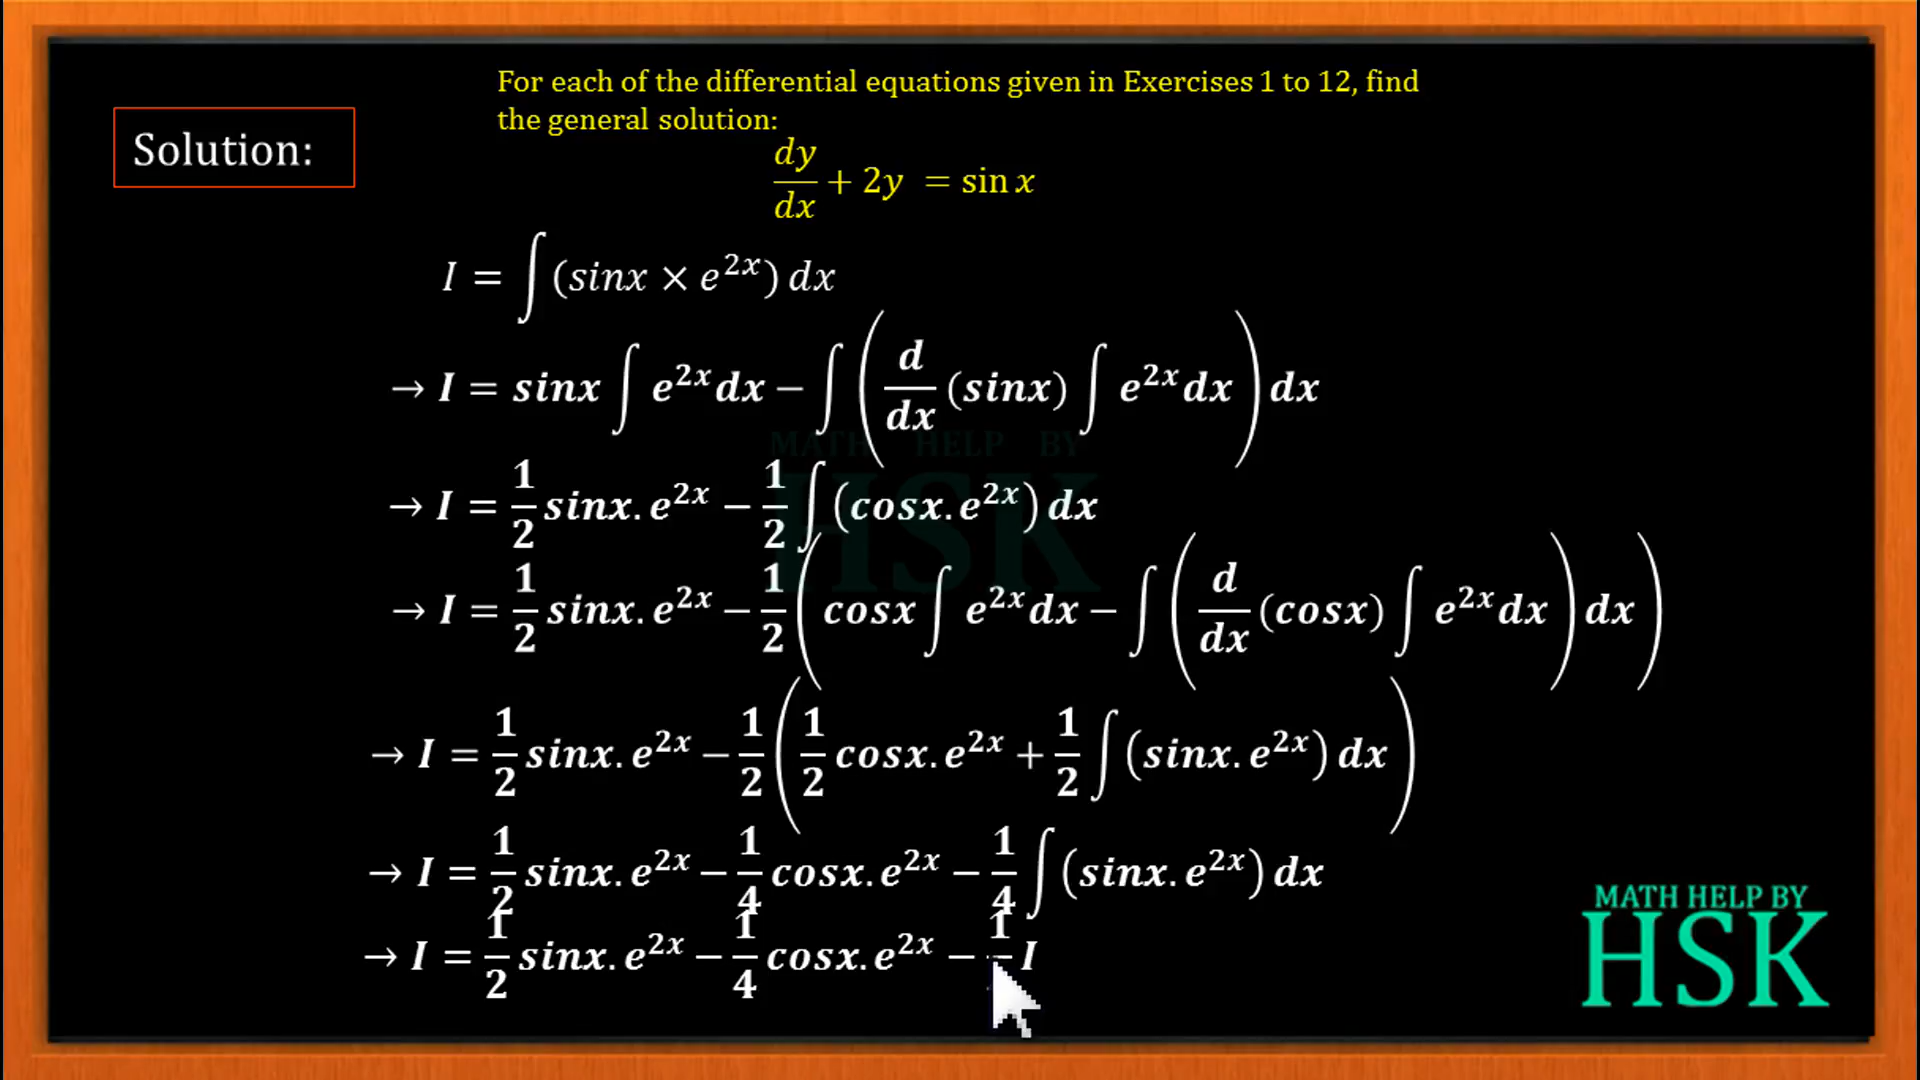 For each of the differential equations given in Exercises 1 to 12, find
the general solution:
Solution:
dy/dx + 2y = sin x
I = ∫(sinx × e^{2x}) dx
→ I = sinx ∫ e^{2x}dx − ∫ (d/dx (sinx) ∫ e^{2x}dx) dx
→ I = 1/2 sinx. e^{2x} − 1/2 ∫(cosx. e^{2x}) dx
→ I = 1/2 sinx. e^{2x} − 1/2 (cosx ∫ e^{2x}dx − ∫ (d/dx (cosx) ∫ e^{2x}dx) dx)
→ I = 1/2 sinx. e^{2x} − 1/2 (1/2 cosx. e^{2x} + 1/2 ∫ (sinx. e^{2x}) dx)
→ I = 1/2 sinx. e^{2x} − 1/4 cosx. e^{2x} − 1/4 ∫ (sinx. e^{2x}) dx
→ I = 1/2 sinx. e^{2x} − 1/4 cosx. e^{2x} − 1/ I
MATH HELP BY
HSK
MATH HELP BY
HSK